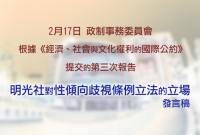 2月17日 政制事務委員會
根據《經濟、社會與文化權利的國際公約》
提交的第三次報告
明光社對性傾向歧視條例立法的立場
發言稿